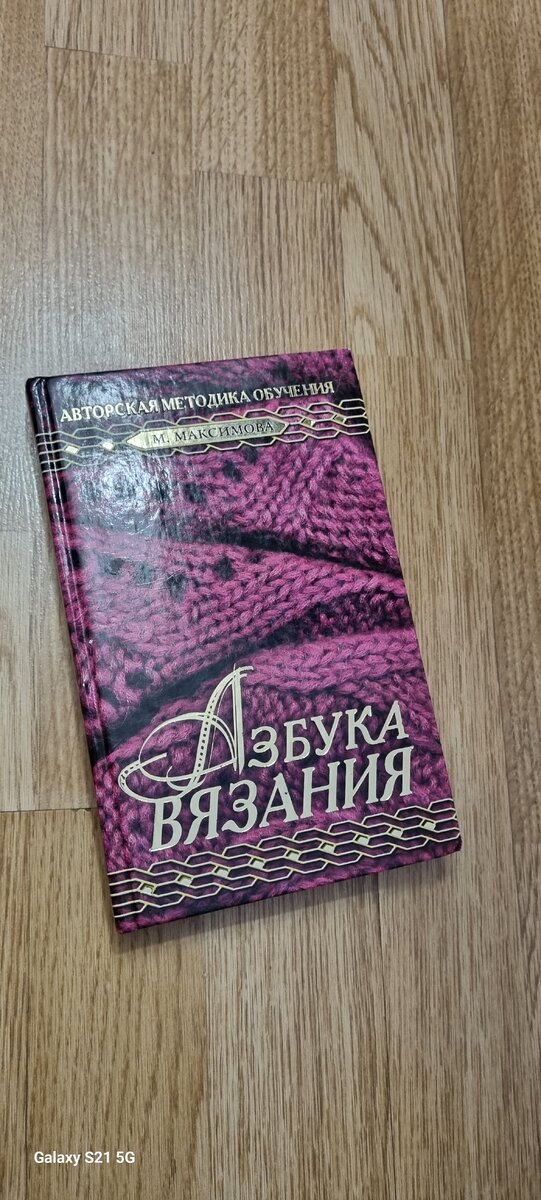 АВТОРСКАЯ МЕТОДИКА ОБУЧЕНИЯ
М. МАКСИМОВА
АЗБУКА
ВЯЗАНИЯ
Galaxy S21 5G